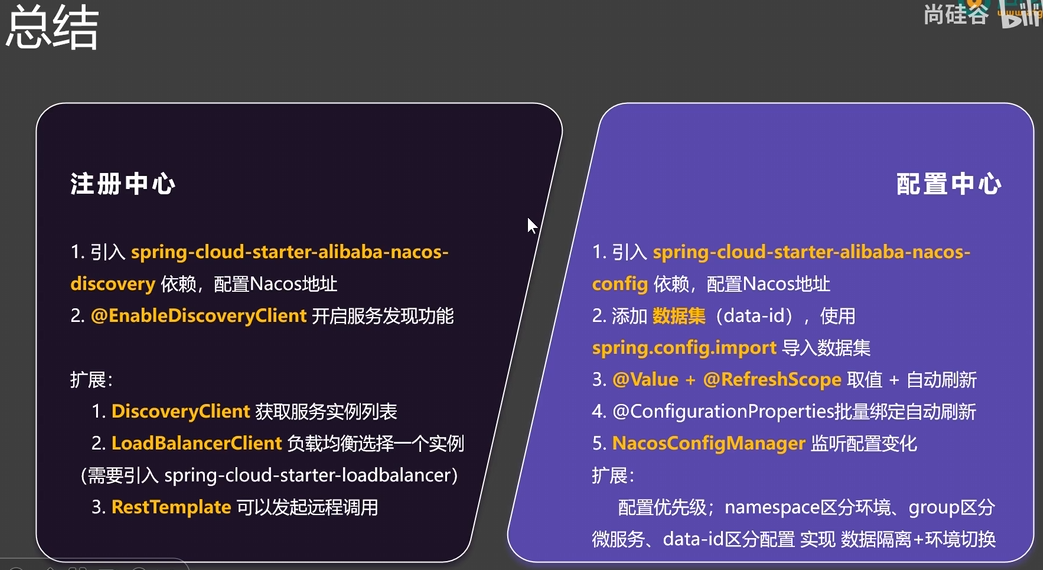 总结
尚硅谷 bili
注册中心
1. 引入 spring-cloud-starter-alibaba-nacos-
discovery 依赖，配置Nacos地址
2. @EnableDiscoveryClient 开启服务发现功能
扩展：
1. DiscoveryClient 获取服务实例列表
2. LoadBalancerClient 负载均衡选择一个实例
（需要引入 spring-cloud-starter-loadbalancer）
3. RestTemplate 可以发起远程调用
配置中心
1. 引入 spring-cloud-starter-alibaba-nacos-
config 依赖，配置Nacos地址
2. 添加 数据集（data-id），使用
spring.config.import 导入数据集
3. @Value + @RefreshScope 取值 + 自动刷新
4. @ConfigurationProperties批量绑定自动刷新
5. NacosConfigManager 监听配置变化
扩展：
配置优先级；namespace区分环境、group区分
微服务、data-id区分配置 实现 数据隔离+环境切换